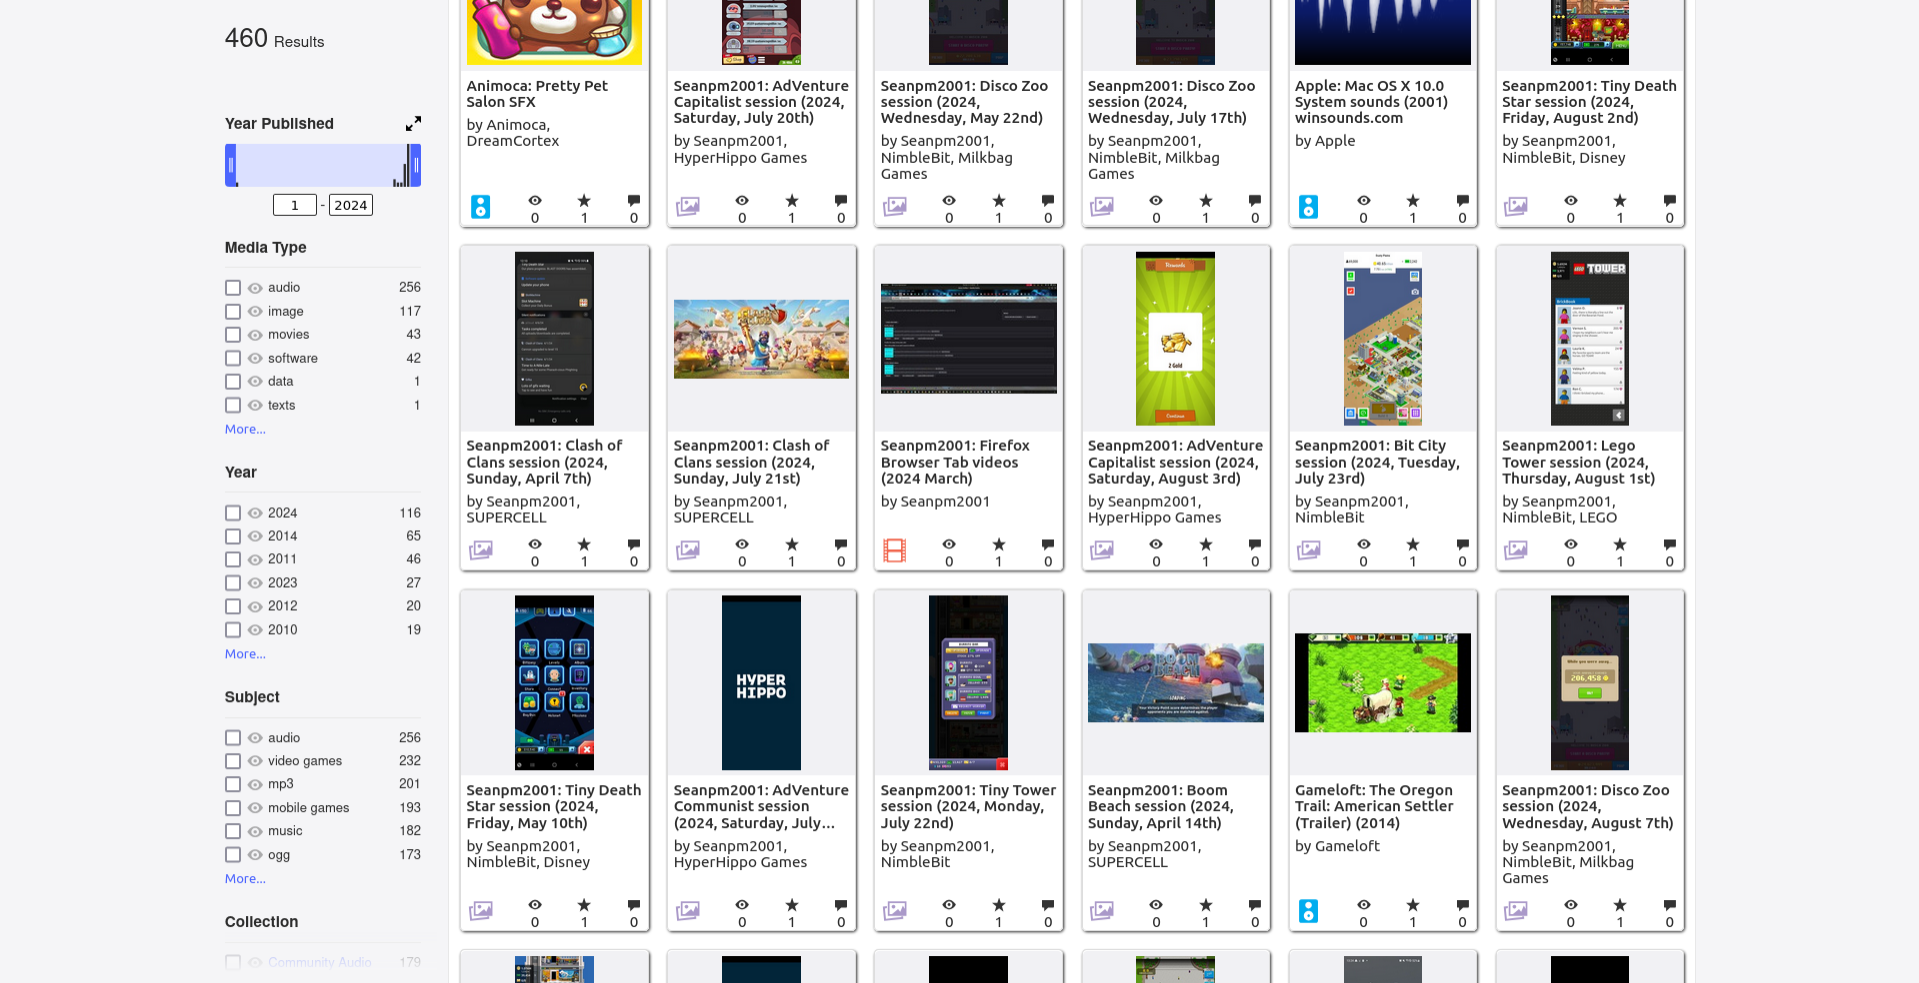 460 Results
Year Published
1 - 2024
Media Type
audio 256
image 117
movies 43
software 42
data 1
texts 1
More...
Year
2024 116
2014 65
2011 46
2023 27
2012 20
2010 19
More...
Subject
audio 256
video games 232
mp3 201
mobile games 193
music 182
ogg 173
More...
Collection
Community Audio 179
Animoca: Pretty Pet
Salon SFX
by Animoca,
DreamCortex
0 1 0
Seanpm2001: AdVenture
Capitalist session (2024,
Saturday, July 20th)
by Seanpm2001,
HyperHippo Games
0 1 0
Seanpm2001: Disco Zoo
session (2024,
Wednesday, May 22nd)
by Seanpm2001,
NimbleBit, Milkbag
Games
0 1 0
Seanpm2001: Disco Zoo
session (2024,
Wednesday, July 17th)
by Seanpm2001,
NimbleBit, Milkbag
Games
0 1 0
Apple: Mac OS X 10.0
System sounds (2001)
winsounds.com
by Apple
0 1 0
Seanpm2001: Tiny Death
Star session (2024,
Friday, August 2nd)
by Seanpm2001,
NimbleBit, Disney
0 1 0
Seanpm2001: Clash of
Clans session (2024,
Sunday, April 7th)
by Seanpm2001,
SUPERCELL
0 1 0
Seanpm2001: Clash of
Clans session (2024,
Sunday, July 21st)
by Seanpm2001,
SUPERCELL
0 1 0
Seanpm2001: Firefox
Browser Tab videos
(2024 March)
by Seanpm2001
0 1 0
Rewards
2 Gold
Continue
Seanpm2001: AdVenture
Capitalist session (2024,
Saturday, August 3rd)
by Seanpm2001,
HyperHippo Games
0 1 0
Seanpm2001: Bit City
session (2024, Tuesday,
July 23rd)
by Seanpm2001,
NimbleBit
0 1 0
LEGO TOWER
Seanpm2001: Lego
Tower session (2024,
Thursday, August 1st)
by Seanpm2001,
NimbleBit, LEGO
0 1 0
Seanpm2001: Tiny Death
Star session (2024,
Friday, May 10th)
by Seanpm2001,
NimbleBit, Disney
0 1 0
HYPER
HIPPO
Seanpm2001: AdVenture
Communist session
(2024, Saturday, July...
by Seanpm2001,
HyperHippo Games
0 1 0
Seanpm2001: Tiny Tower
session (2024, Monday,
July 22nd)
by Seanpm2001,
NimbleBit
0 1 0
BOOM
BEACH
Seanpm2001: Boom
Beach session (2024,
Sunday, April 14th)
by Seanpm2001,
SUPERCELL
0 1 0
Gameloft: The Oregon
Trail: American Settler
(Trailer) (2014)
by Gameloft
0 1 0
While you were away...
206,458
Seanpm2001: Disco Zoo
session (2024,
Wednesday, August 7th)
by Seanpm2001,
NimbleBit, Milkbag
Games
0 1 0